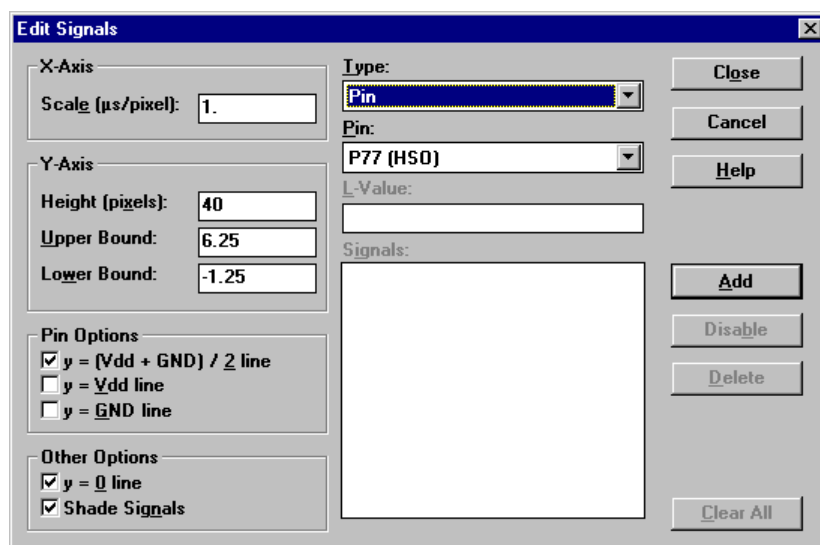 Edit Signals
X-Axis
Scale (µs/pixel): 1.
Y-Axis
Height (pixels): 40
Upper Bound: 6.25
Lower Bound: -1.25
Pin Options
y = (Vdd + GND) / 2 line
y = Vdd line
y = GND line
Other Options
y = 0 line
Shade Signals
Type:
Pin
Pin:
P77 (HSO)
L-Value:
Signals:
Close
Cancel
Help
Add
Disable
Delete
Clear All